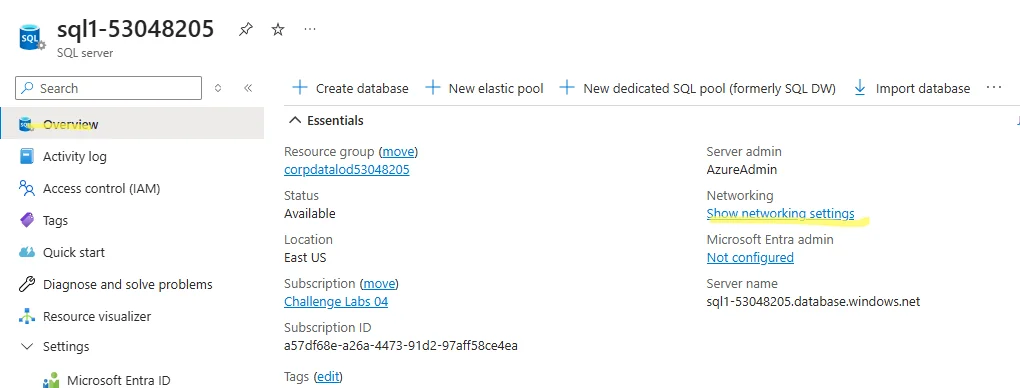 sql1-53048205
SQL server
Search
Create database
New elastic pool
New dedicated SQL pool (formerly SQL DW)
Import database
Overview
Activity log
Access control (IAM)
Tags
Quick start
Diagnose and solve problems
Resource visualizer
Settings
Microsoft Entra ID
Essentials
Resource group (move)
corpdatalod53048205
Status
Available
Location
East US
Subscription (move)
Challenge Labs 04
Subscription ID
a57df68e-a26a-4473-91d2-97aff58ce4ea
Tags (edit)
Server admin
AzureAdmin
Networking
Show networking settings
Microsoft Entra admin
Not configured
Server name
sql1-53048205.database.windows.net